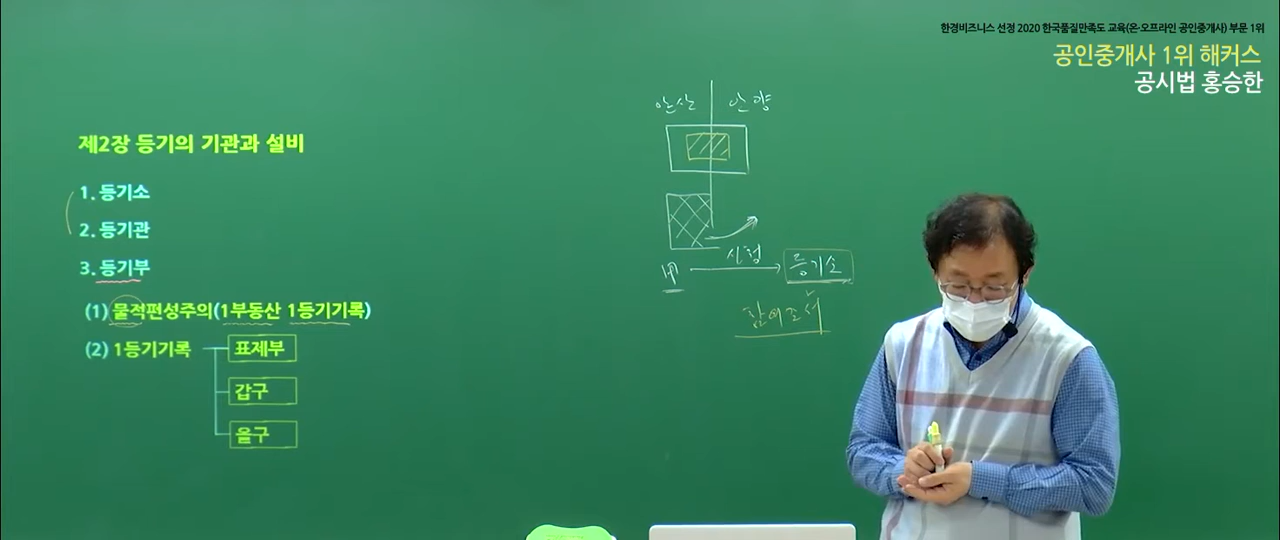 한경비즈니스 선정 2020 한국품질만족도 교육(온·오프라인 공인중개사) 부문 1위
공인중개사 1위 해커스
공시법 홍승한
제2장 등기의 기관과 설비
1. 등기소
2. 등기관
3. 등기부
(1) 물적편성주의(1부동산 1등기기록)
(2) 1등기기록
표제부
갑구
을구
안산 안양
甲 신청 등기소